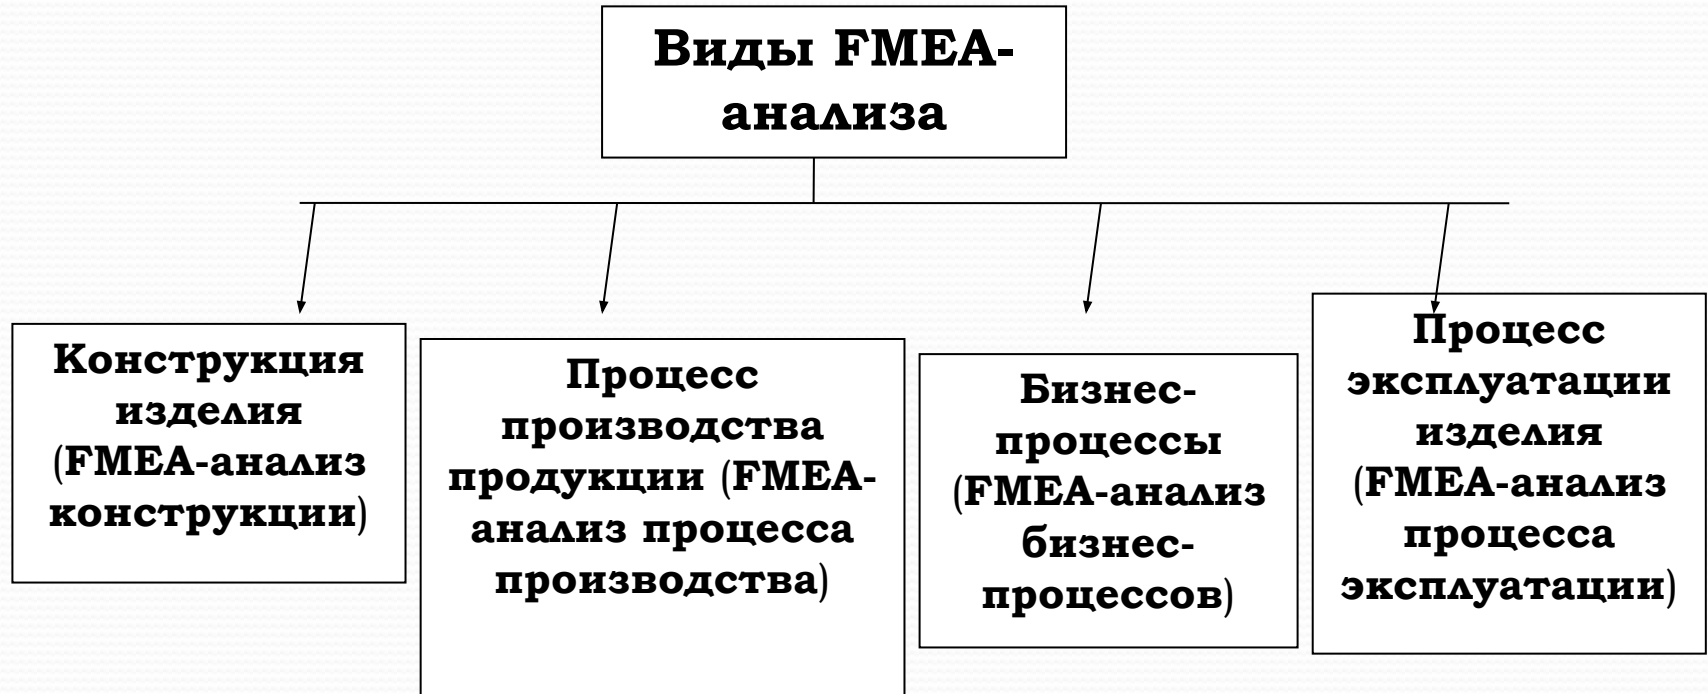 Виды FMEA-
анализа
Конструкция
изделия
(FMEA-анализ
конструкции)
Процесс
производства
продукции (FMEA-
анализ процесса
производства)
Бизнес-
процессы
(FMEA-анализ
бизнес-
процессов)
Процесс
эксплуатации
изделия
(FMEA-анализ
процесса
эксплуатации)